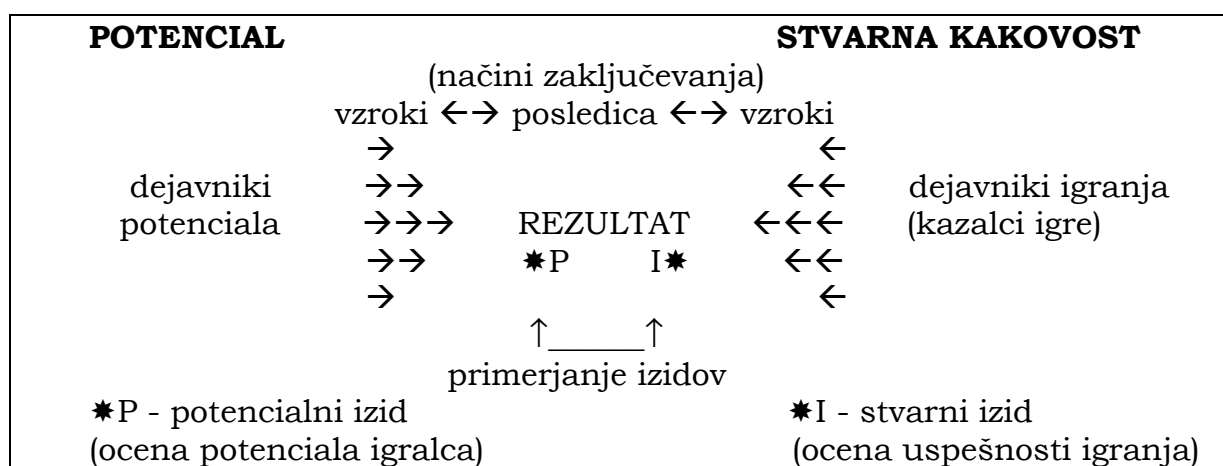 POTENCIAL STVARNA KAKOVOST
(načini zaključevanja)
vzroki ←→ posledica ←→ vzroki
→ ←
dejavniki →→ ←← dejavniki igranja
potenciala →→→ REZULTAT ←←← (kazalci igre)
→→ ✸P I✸ ←←
→ ←
↑______↑
primerjanje izidov
✸P - potencialni izid ✸I - stvarni izid
(ocena potenciala igralca) (ocena uspešnosti igranja)